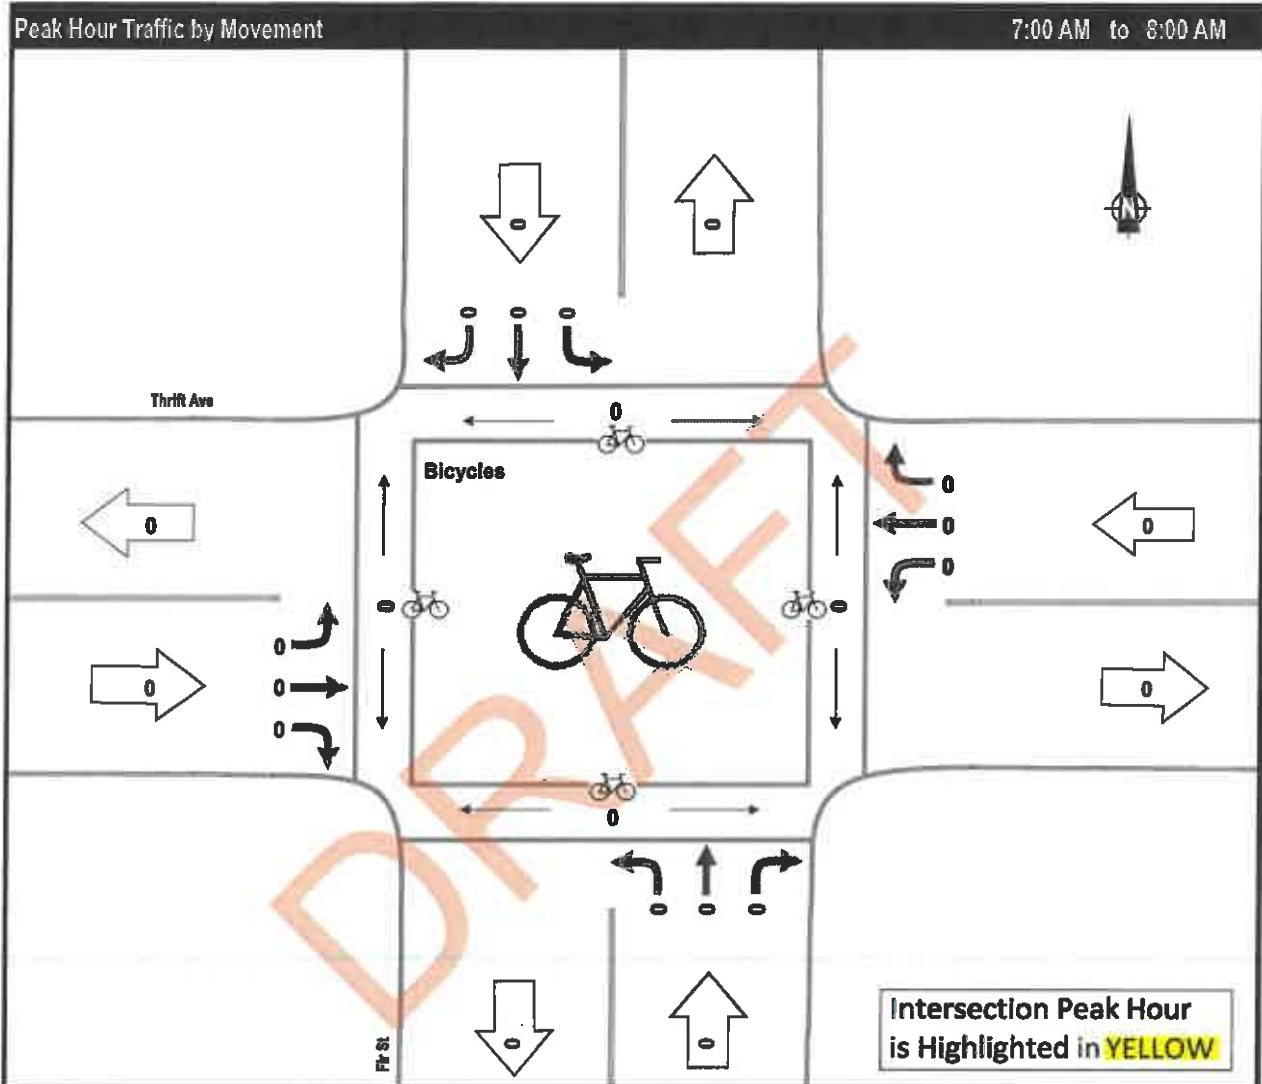 Peak Hour Traffic by Movement 7:00 AM to 8:00 AM
N
0 0
0 0 0
Thrift Ave
0
Bicycles
0
0
0
0
0
0
0 0
0
0
0
0
0
0
0 0 0
Fir St
0 0
Intersection Peak Hour
is Highlighted in YELLOW
DRAFT